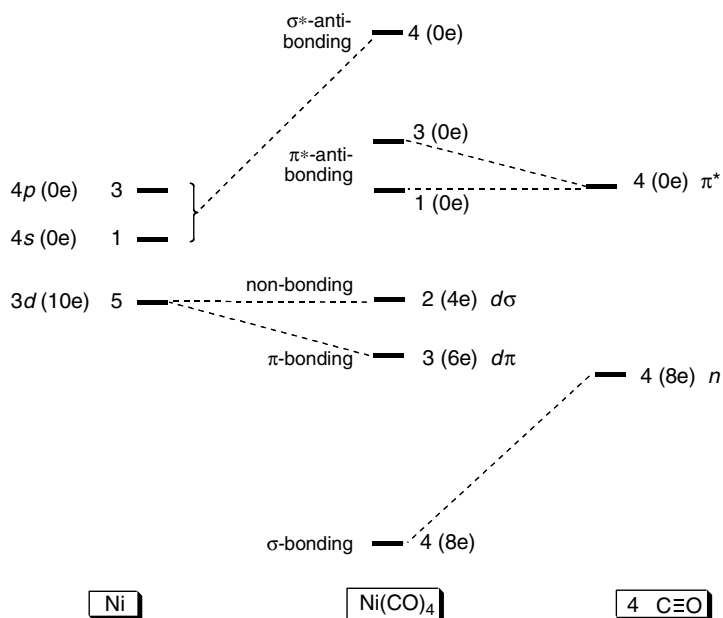 σ*-anti-
bonding
4 (0e)
π*-anti-
bonding
3 (0e)
1 (0e)
4p (0e) 3
4s (0e) 1
3d (10e) 5
4 (0e) π*
non-bonding
2 (4e) dσ
π-bonding
3 (6e) dπ
4 (8e) n
σ-bonding
4 (8e)
Ni
Ni(CO)₄
4 C≡O